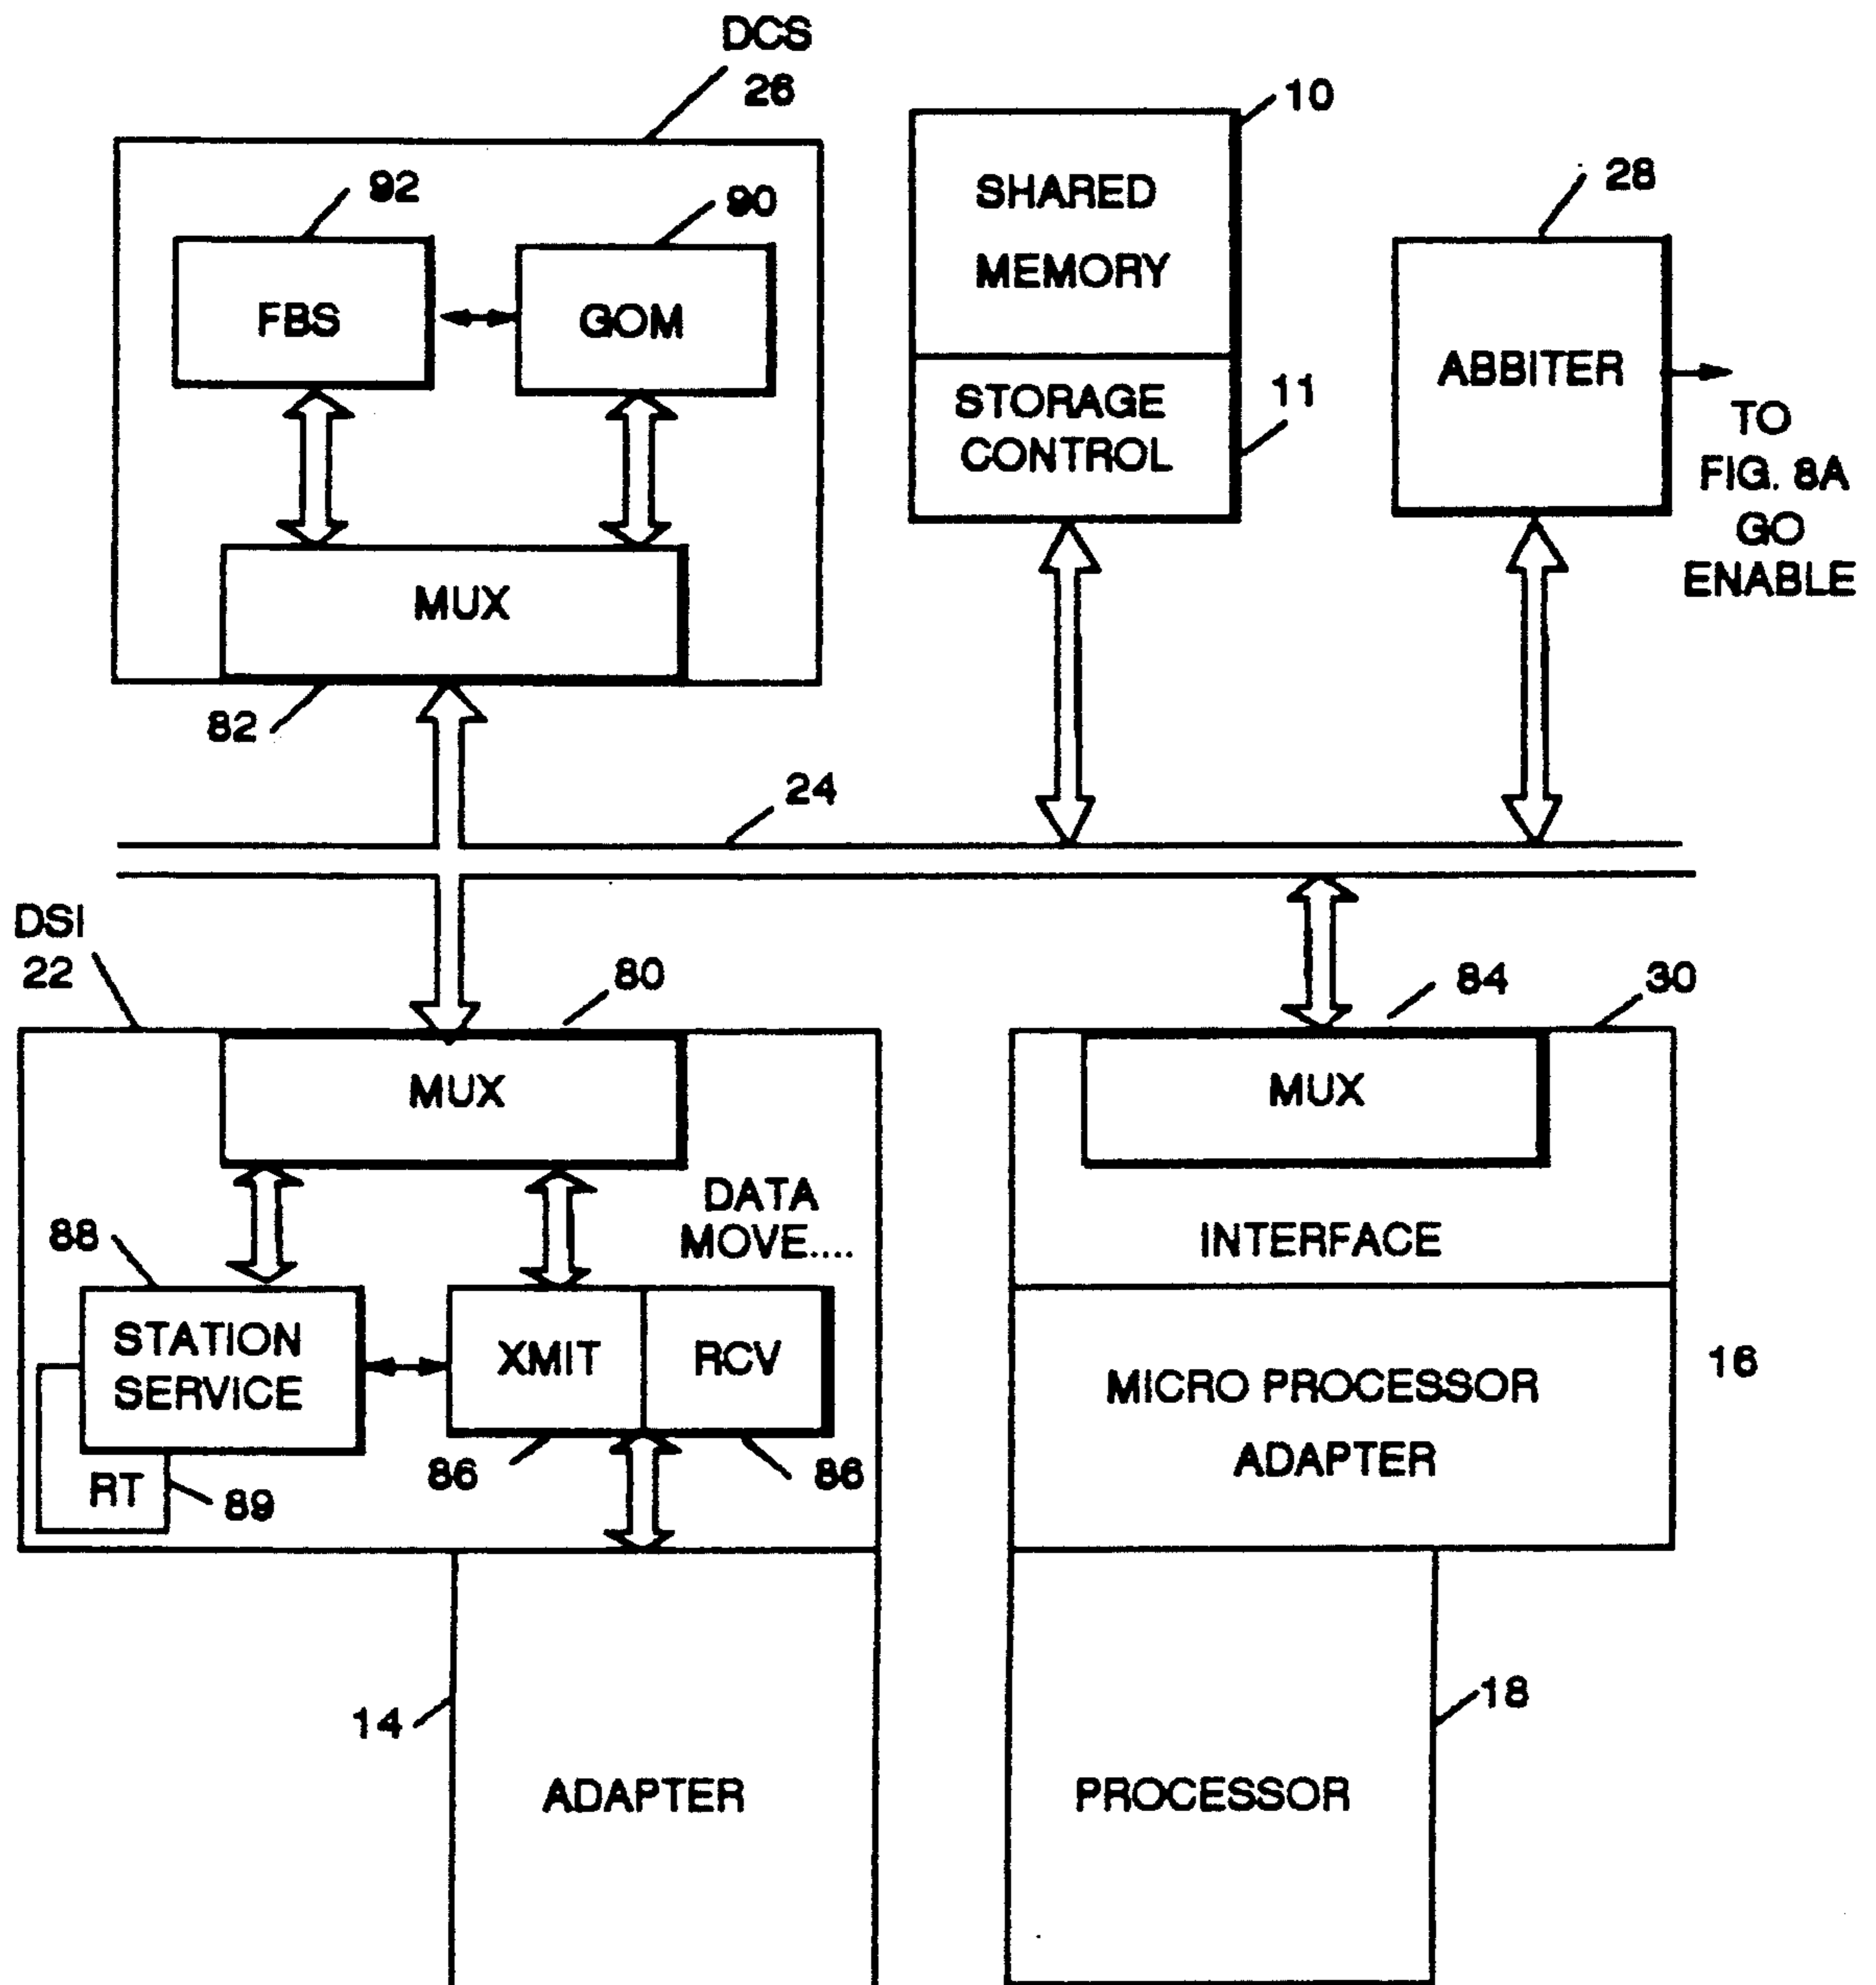 DCS
26
92
90
FBS
GOM
MUX
82
10
SHARED
MEMORY
STORAGE
CONTROL
11
28
ABBITER
TO
FIG. 8A
GO
ENABLE
24
DSI
22
80
MUX
DATA
MOVE....
88
STATION
SERVICE
XMIT
RCV
RT
89
86
86
14
ADAPTER
84
30
MUX
INTERFACE
MICRO PROCESSOR
ADAPTER
16
18
PROCESSOR